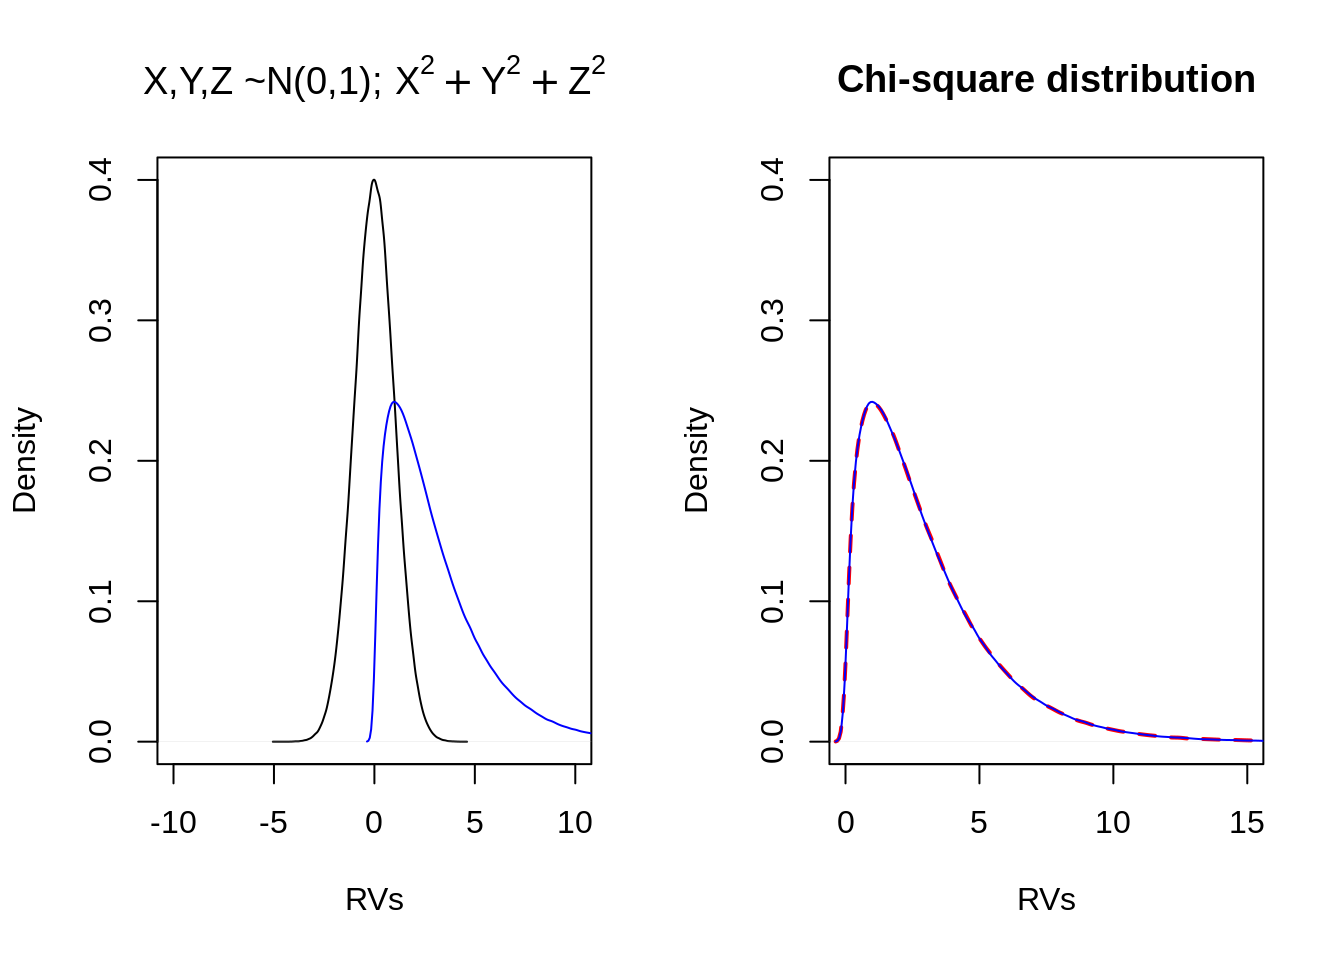 X,Y,Z ~N(0,1); X² + Y² + Z²
Density
0.4
0.3
0.2
0.1
0.0
-10 -5 0 5 10
RVs
Chi-square distribution
Density
0.4
0.3
0.2
0.1
0.0
0 5 10 15
RVs